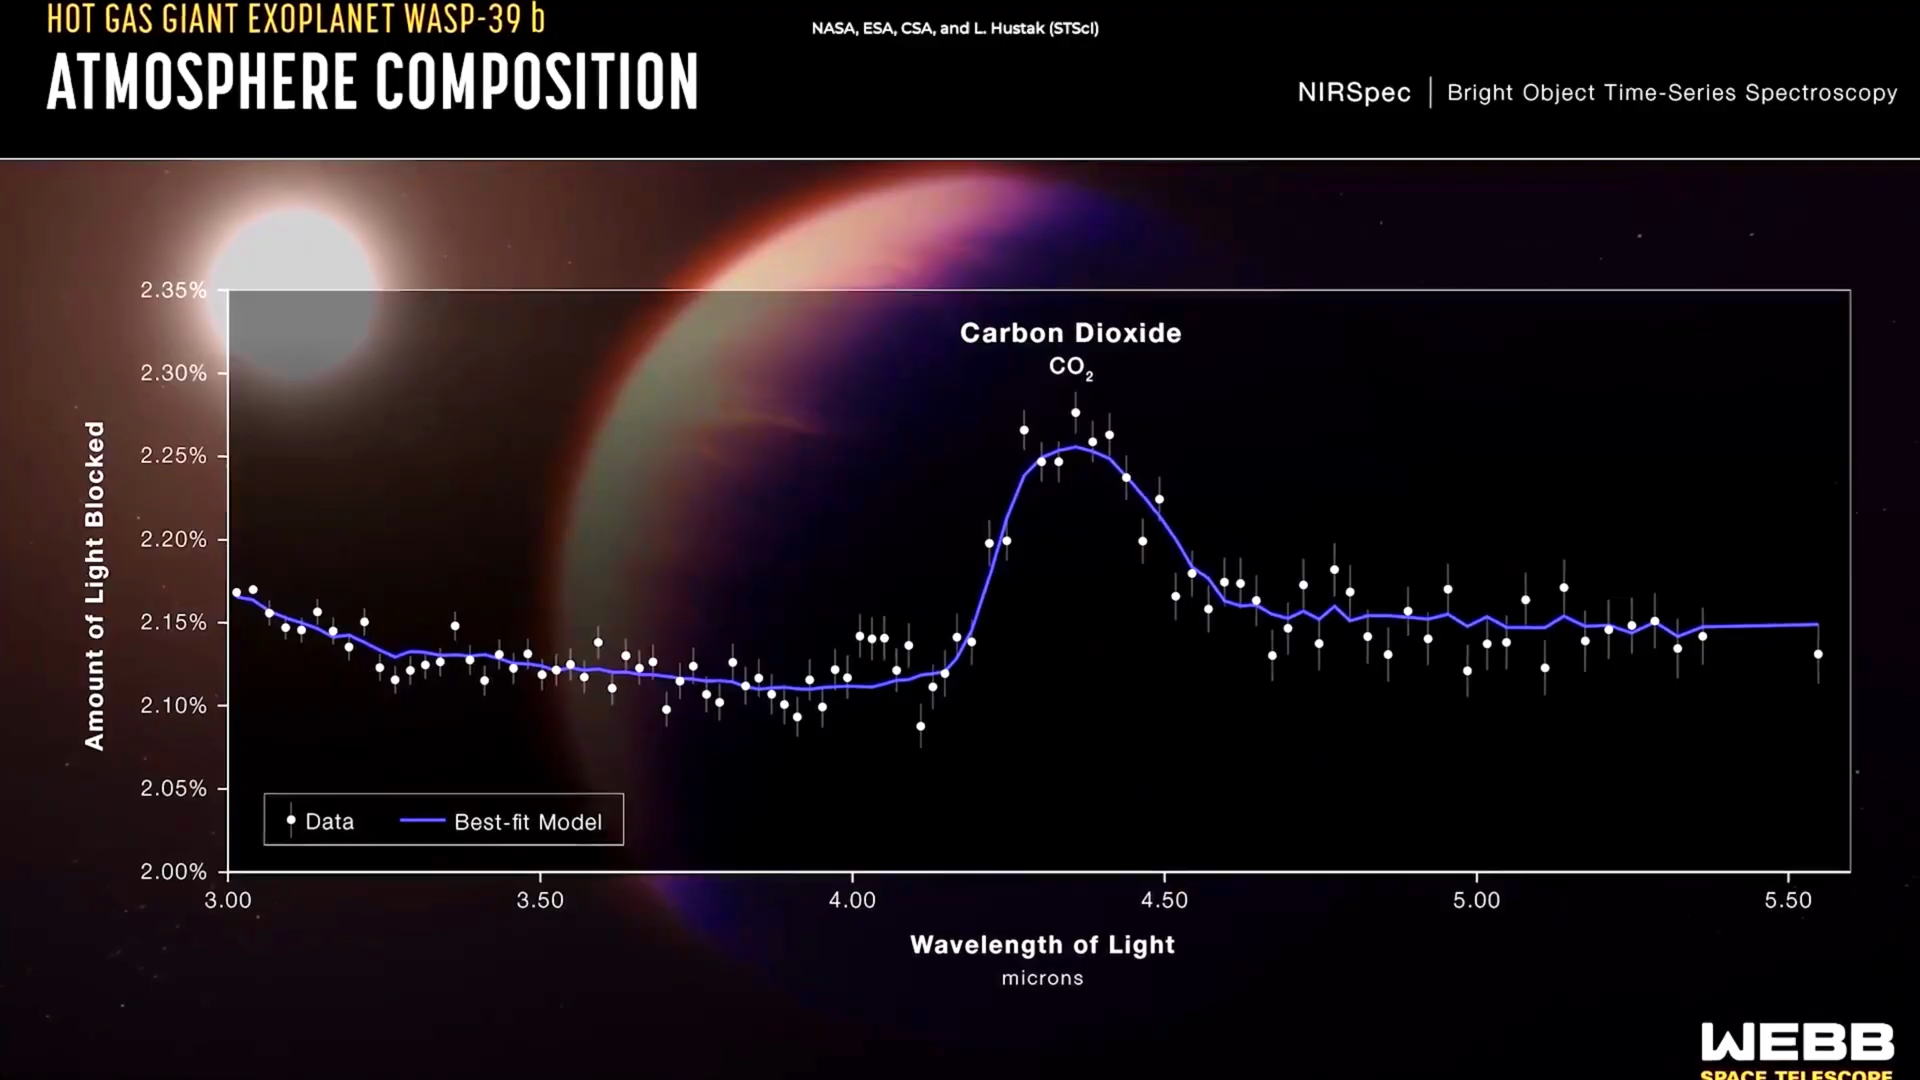 HOT GAS GIANT EXOPLANET WASP-39 b
NASA, ESA, CSA, and L. Hustak (STScI)
ATMOSPHERE COMPOSITION
NIRSpec | Bright Object Time-Series Spectroscopy
2.35%
2.30%
2.25%
2.20%
2.15%
2.10%
2.05%
2.00%
Amount of Light Blocked
Carbon Dioxide
CO₂
Data
Best-fit Model
3.00
3.50
4.00
4.50
5.00
5.50
Wavelength of Light
microns
WEBB
SPACE TELESCOPE